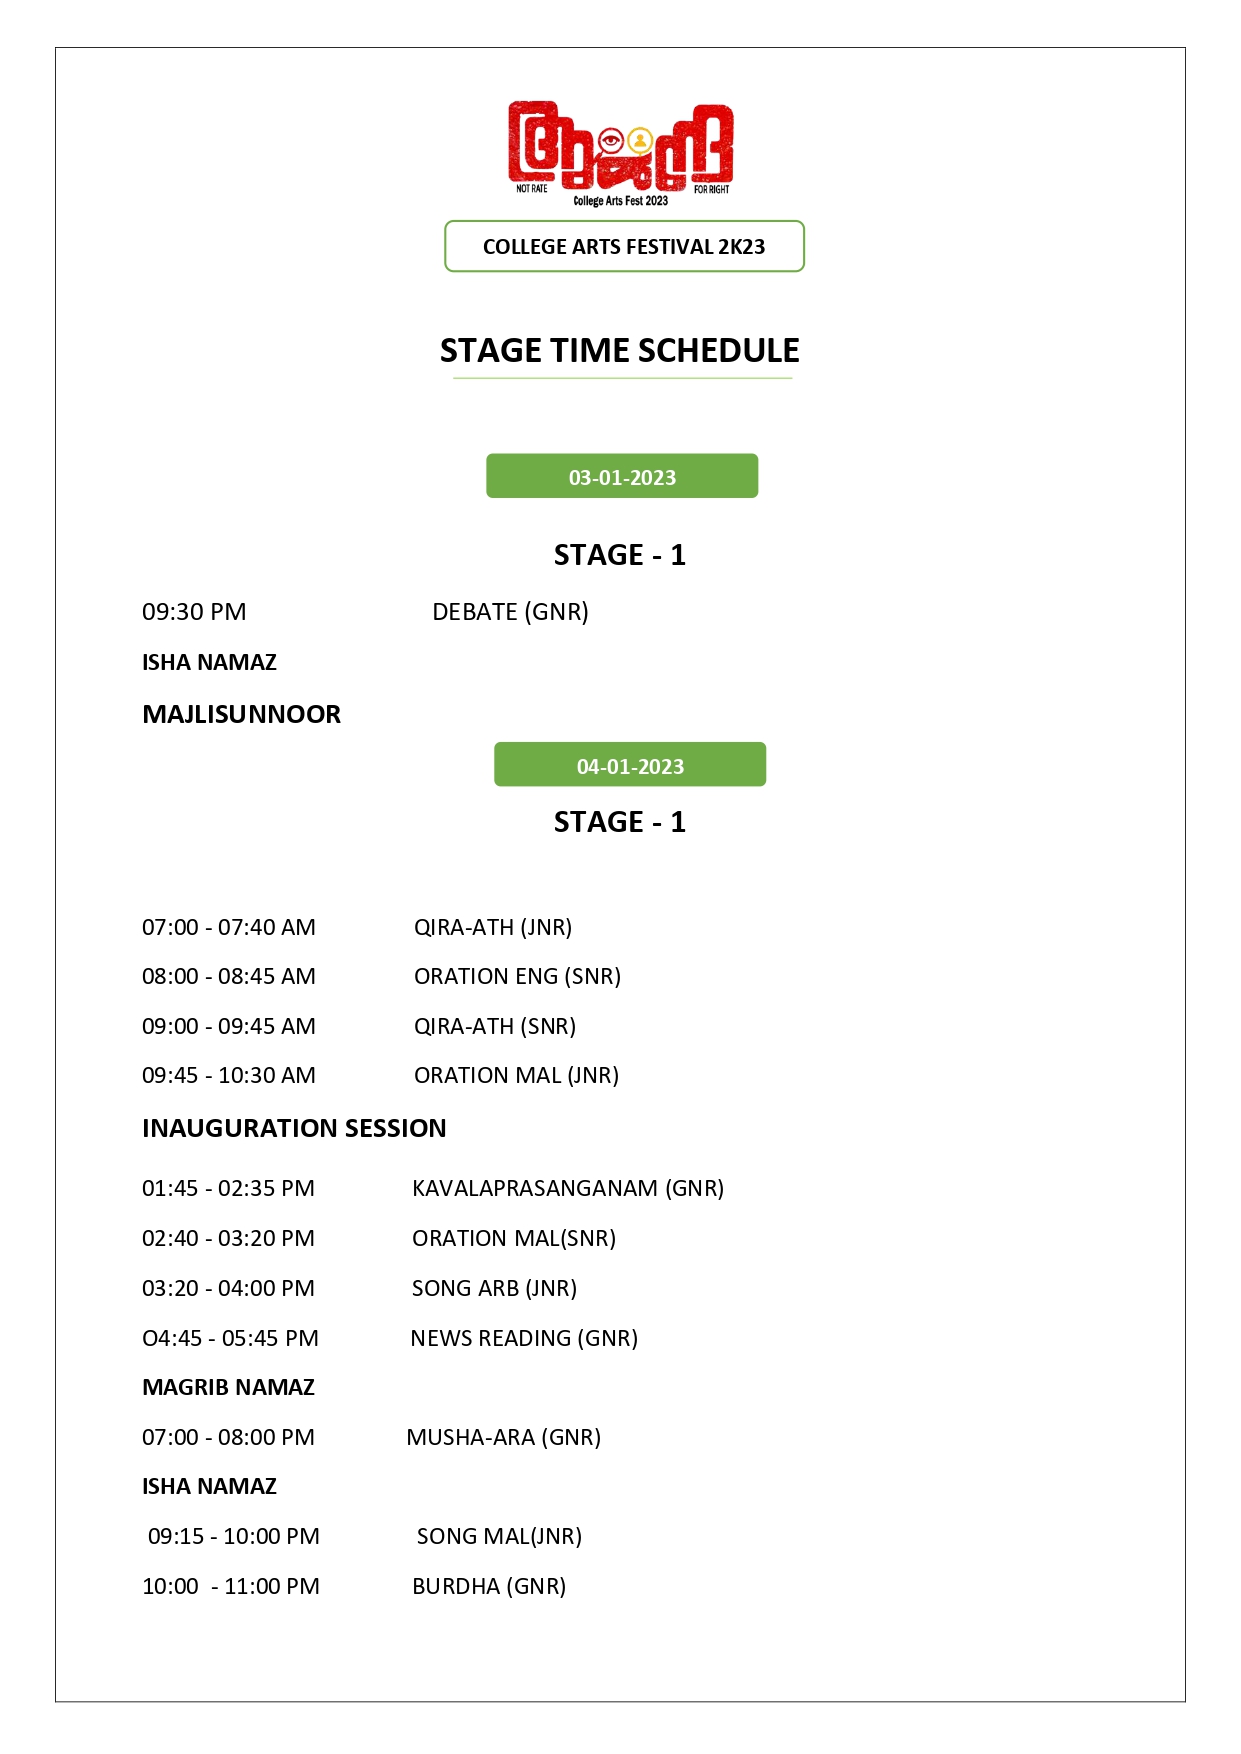 NOT RATE
FOR RIGHT
College Arts Fest 2023
COLLEGE ARTS FESTIVAL 2K23
STAGE TIME SCHEDULE
03-01-2023
STAGE - 1
09:30 PM DEBATE (GNR)
ISHA NAMAZ
MAJLISUNNOOR
04-01-2023
STAGE - 1
07:00 - 07:40 AM QIRA-ATH (JNR)
08:00 - 08:45 AM ORATION ENG (SNR)
09:00 - 09:45 AM QIRA-ATH (SNR)
09:45 - 10:30 AM ORATION MAL (JNR)
INAUGURATION SESSION
01:45 - 02:35 PM KAVALAPRASANGANAM (GNR)
02:40 - 03:20 PM ORATION MAL(SNR)
03:20 - 04:00 PM SONG ARB (JNR)
O4:45 - 05:45 PM NEWS READING (GNR)
MAGRIB NAMAZ
07:00 - 08:00 PM MUSHA-ARA (GNR)
ISHA NAMAZ
09:15 - 10:00 PM SONG MAL(JNR)
10:00 - 11:00 PM BURDHA (GNR)